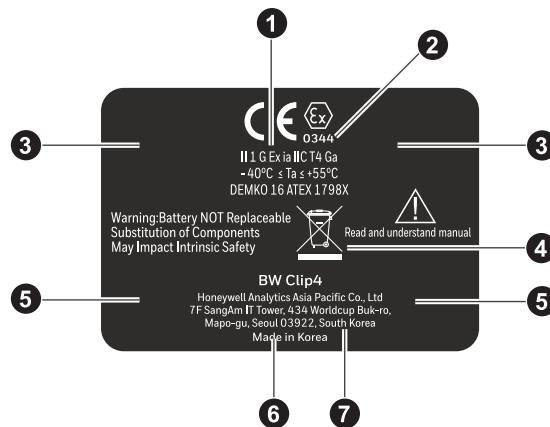 1
2
CE Ex
0344
3
3
II 1 G Ex ia IIC T4 Ga
-40°C ≤ Ta ≤ +55°C
DEMKO 16 ATEX 1798X
Warning:Battery NOT Replaceable
Substitution of Components
May Impact Intrinsic Safety
Read and understand manual
4
BW Clip4
5
5
Honeywell Analytics Asia Pacific Co., Ltd
7F SangAm IT Tower, 434 Worldcup Buk-ro,
Mapo-gu, Seoul 03922, South Korea
Made in Korea
6
7